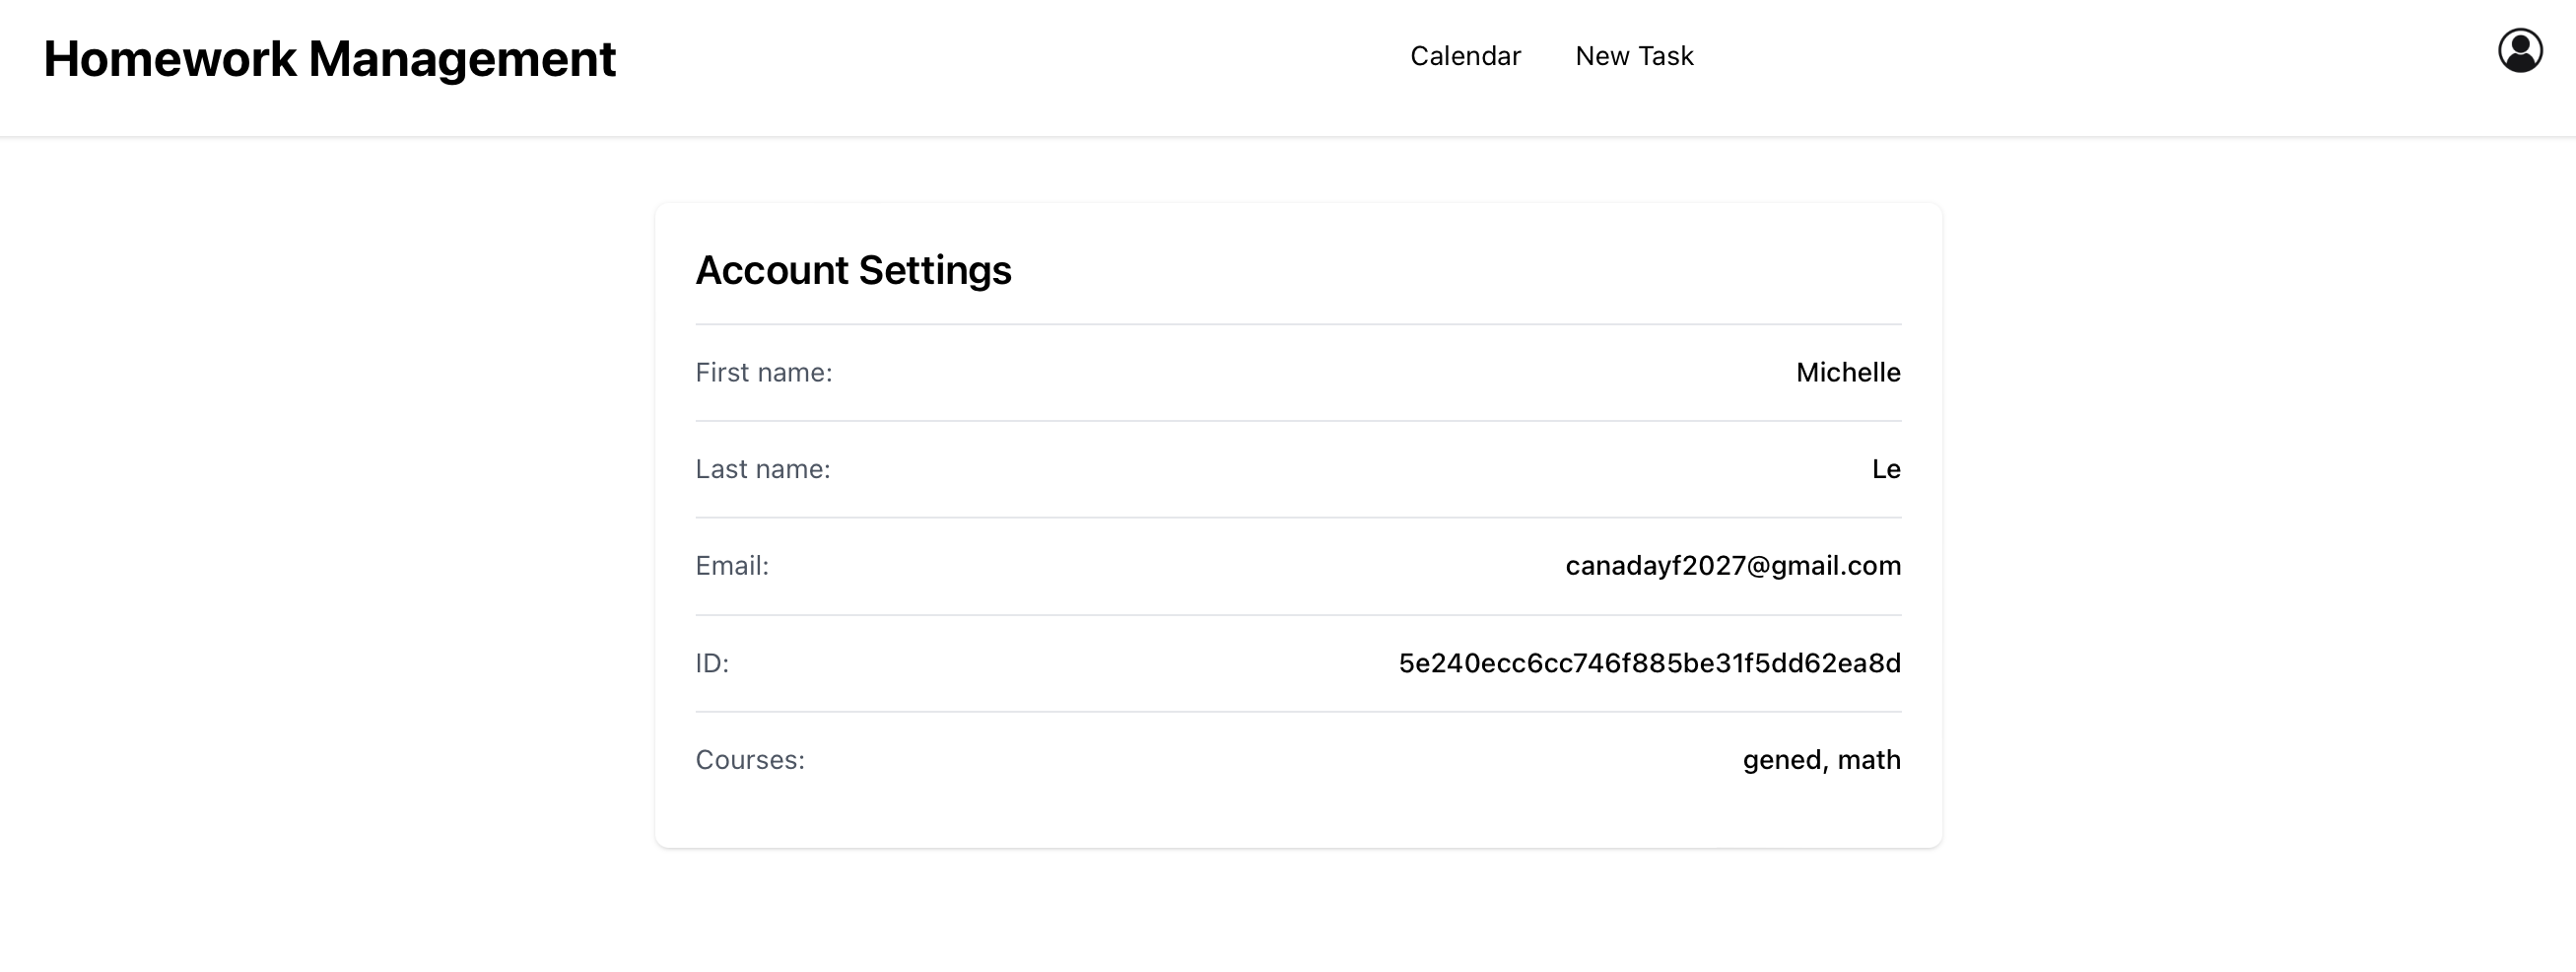 Homework Management
Calendar
New Task
Account Settings
First name: Michelle
Last name: Le
Email: canadayf2027@gmail.com
ID: 5e240ecc6cc746f885be31f5dd62ea8d
Courses: gened, math